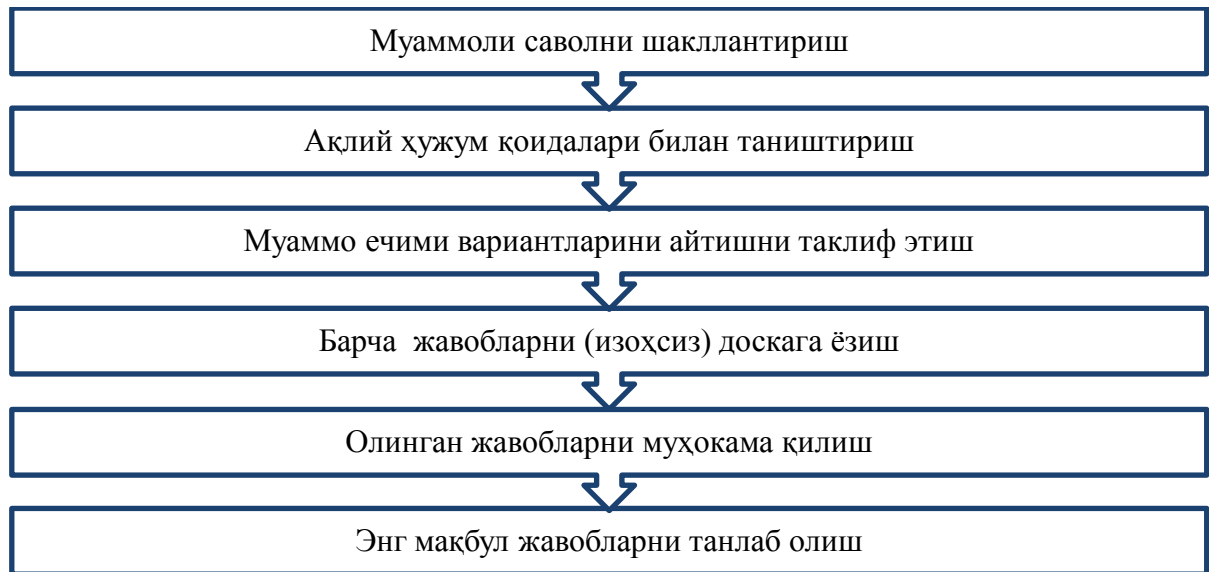 Муаммоли саволни шакллантириш
Ақлий ҳужум қоидалари билан таништириш
Муаммо ечими вариантларини айтишни таклиф этиш
Барча жавобларни (изоҳсиз) доскага ёзиш
Олинган жавобларни муҳокама қилиш
Энг мақбул жавобларни танлаб олиш